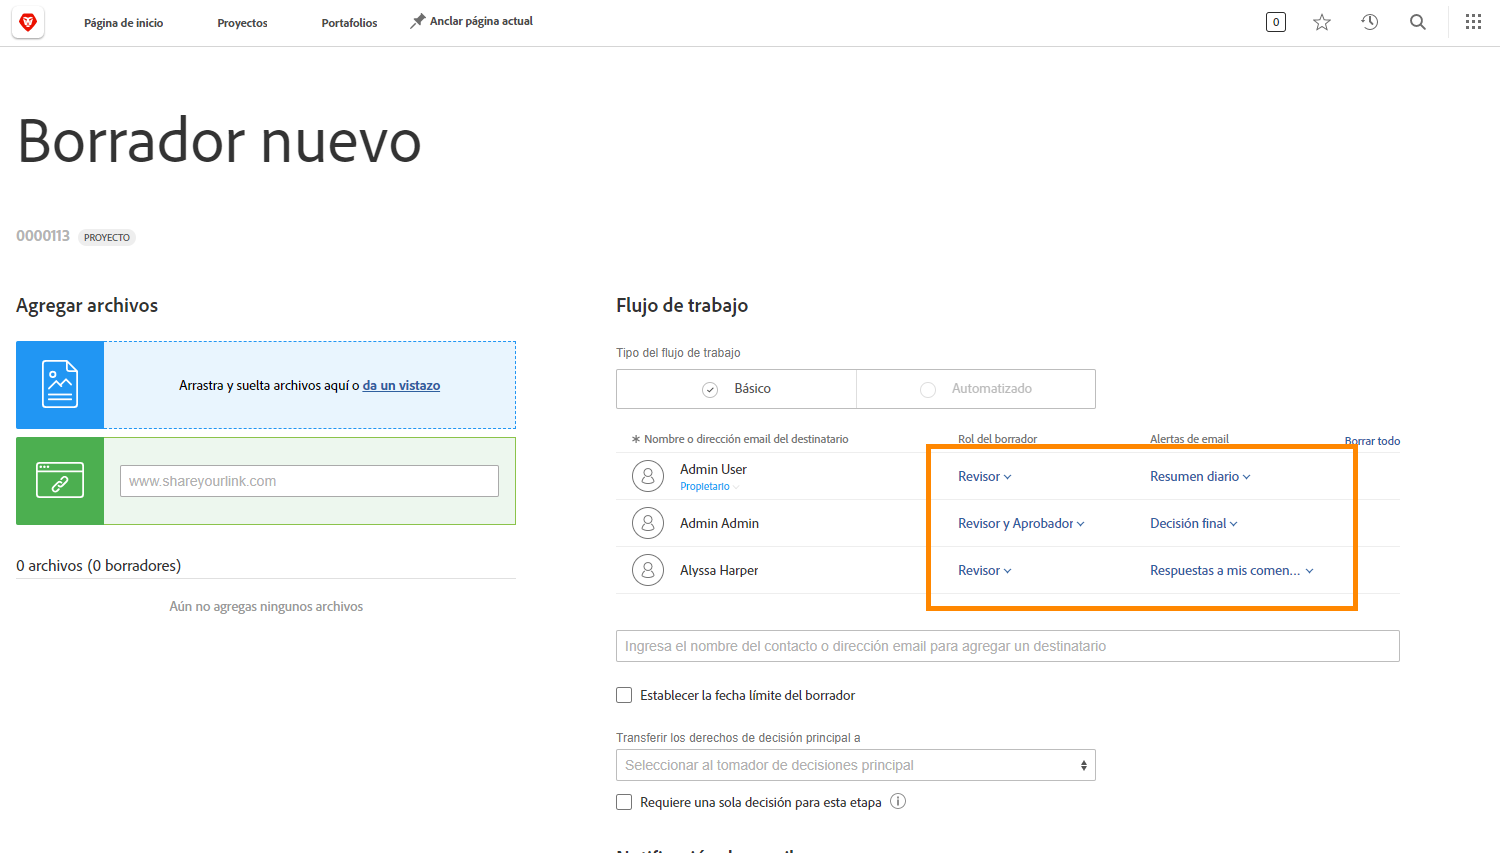 Página de inicio
Proyectos
Portafolios
Anclar página actual
0
Borrador nuevo
0000113 PROYECTO
Agregar archivos
Arrastra y suelta archivos aquí o da un vistazo
www.shareyourlink.com
0 archivos (0 borradores)
Aún no agregas ningunos archivos
Flujo de trabajo
Tipo del flujo de trabajo
Básico
Automatizado
* Nombre o dirección email del destinatario
Rol del borrador
Alertas de email
Borrar todo
Admin User
Propietario
Revisor
Resumen diario
Admin Admin
Revisor y Aprobador
Decisión final
Alyssa Harper
Revisor
Respuestas a mis comen...
Ingresa el nombre del contacto o dirección email para agregar un destinatario
Establecer la fecha límite del borrador
Transferir los derechos de decisión principal a
Seleccionar al tomador de decisiones principal
Requiere una sola decisión para esta etapa